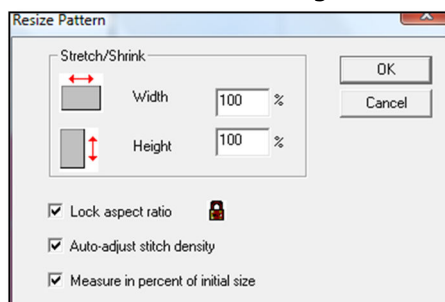 Resize Pattern
Stretch/Shrink
OK
Width 100 %
Cancel
Height 100 %
Lock aspect ratio
Auto-adjust stitch density
Measure in percent of initial size